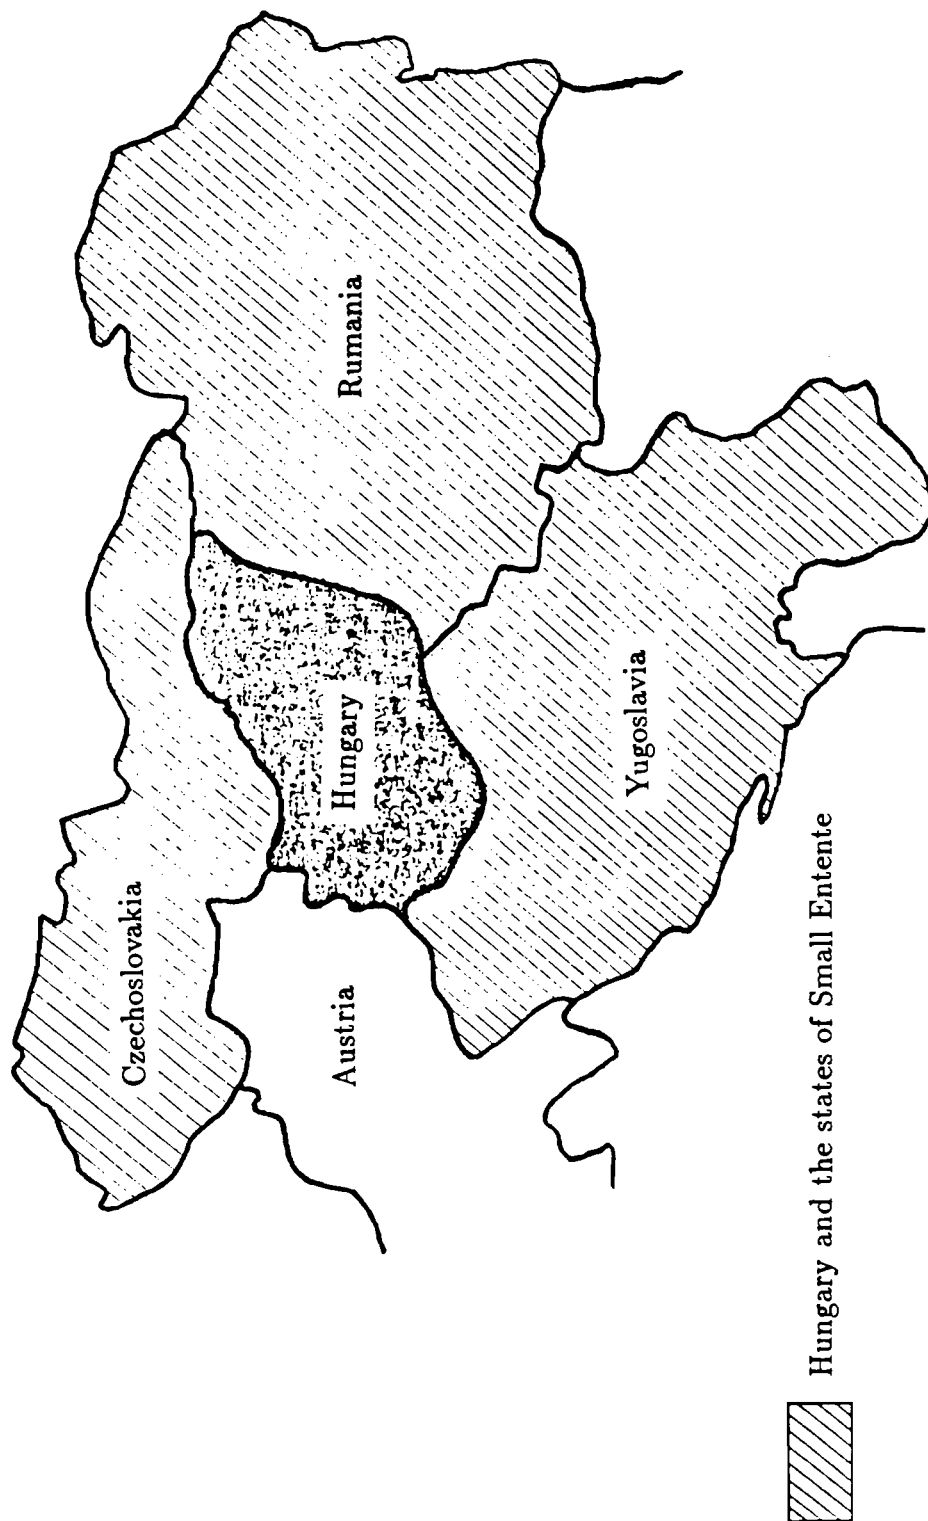 Czechoslovakia
Rumania
Hungary
Austria
Yugoslavia
Hungary and the states of Small Entente